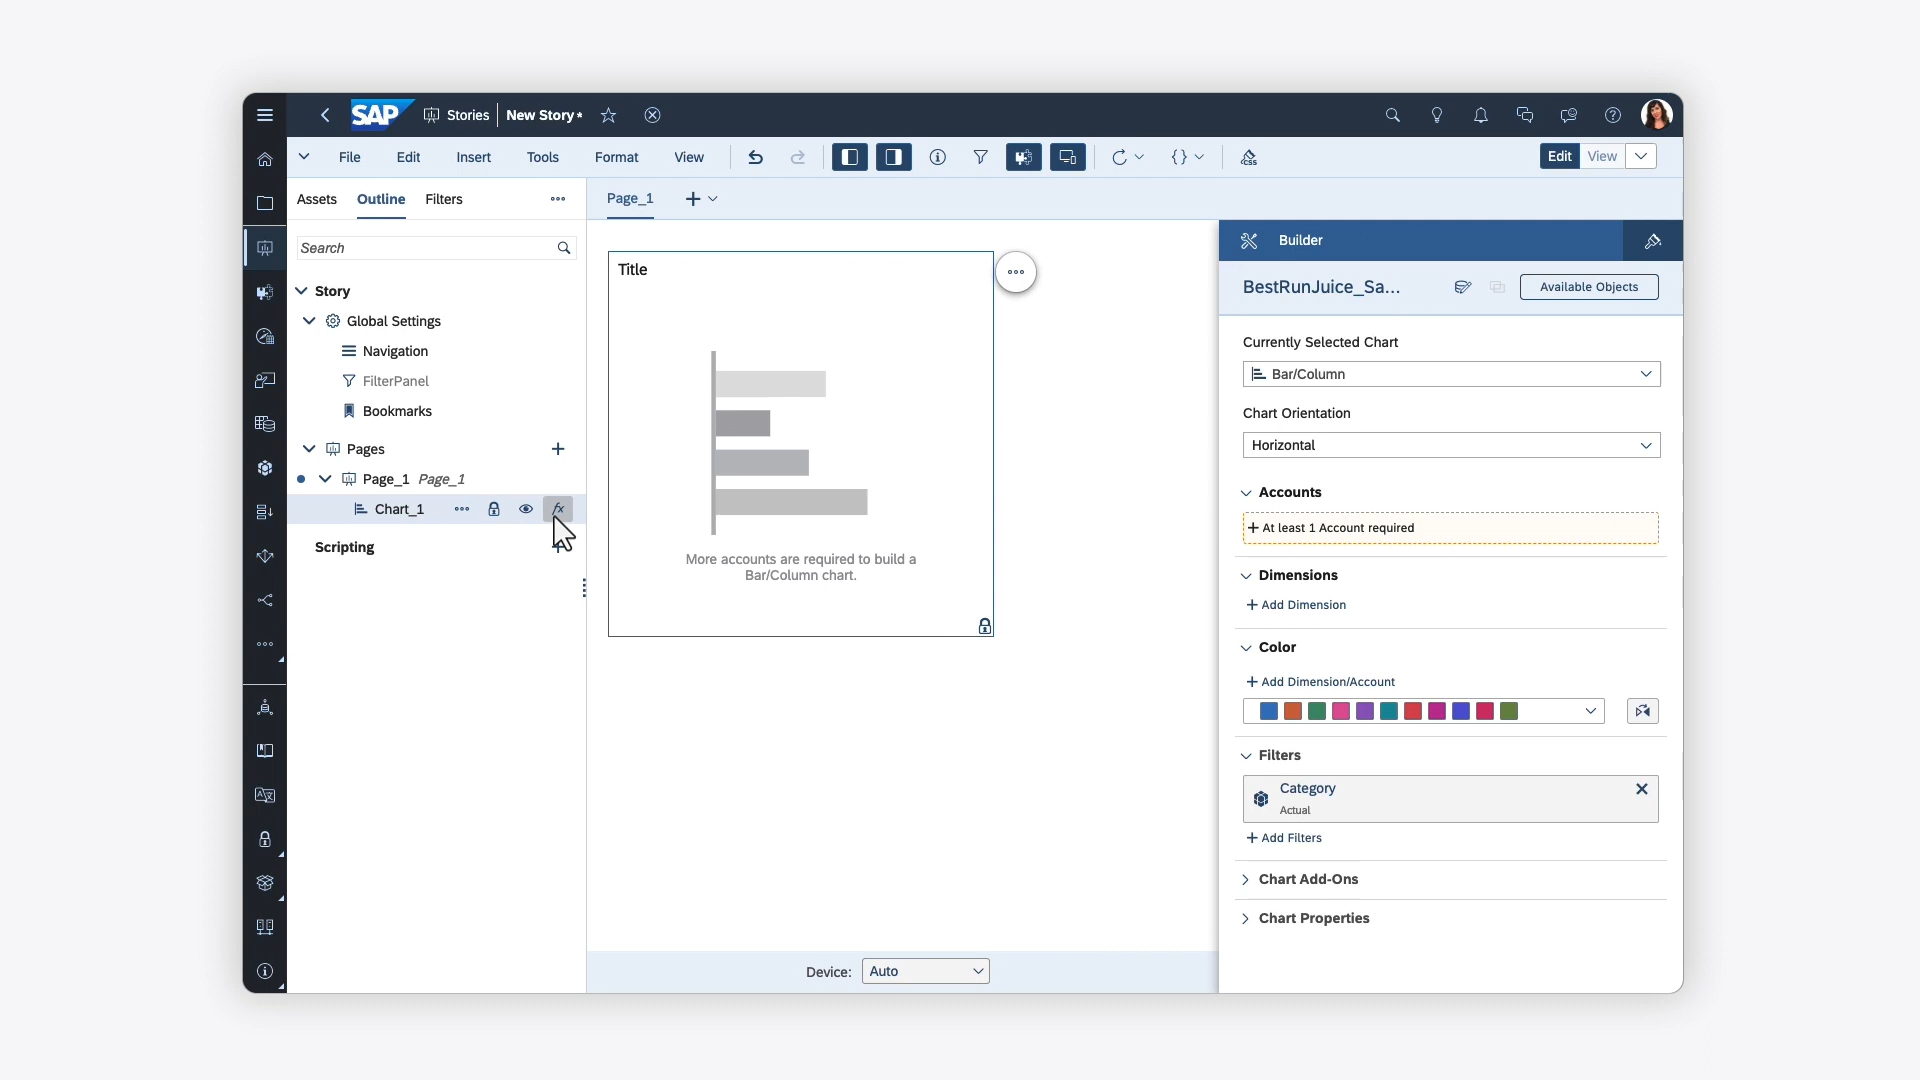 SAP
Stories
New Story*
File
Edit
Insert
Tools
Format
View
CSS
Edit
View
Assets
Outline
Filters
Page_1
Search
Builder
Story
BestRunJuice_Sa...
Available Objects
Global Settings
Navigation
FilterPanel
Bookmarks
Pages
Page_1 Page_1
Chart_1
fx
Scripting
Title
More accounts are required to build a
Bar/Column chart.
Currently Selected Chart
Bar/Column
Chart Orientation
Horizontal
Accounts
+ At least 1 Account required
Dimensions
+ Add Dimension
Color
+ Add Dimension/Account
Filters
Category
Actual
+ Add Filters
Chart Add-Ons
Chart Properties
Device:
Auto